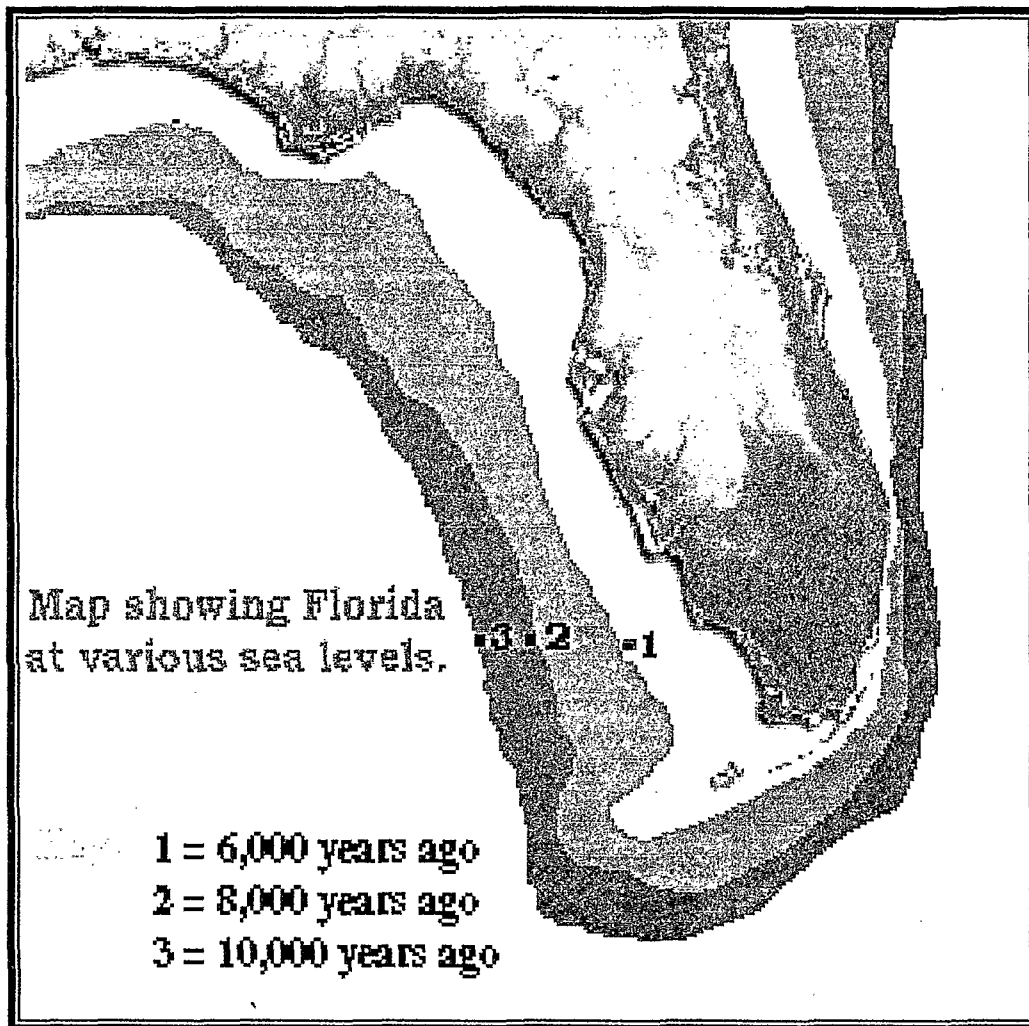 Map showing Florida
at various sea levels.
3 2 1
1 = 6,000 years ago
2 = 8,000 years ago
3 = 10,000 years ago